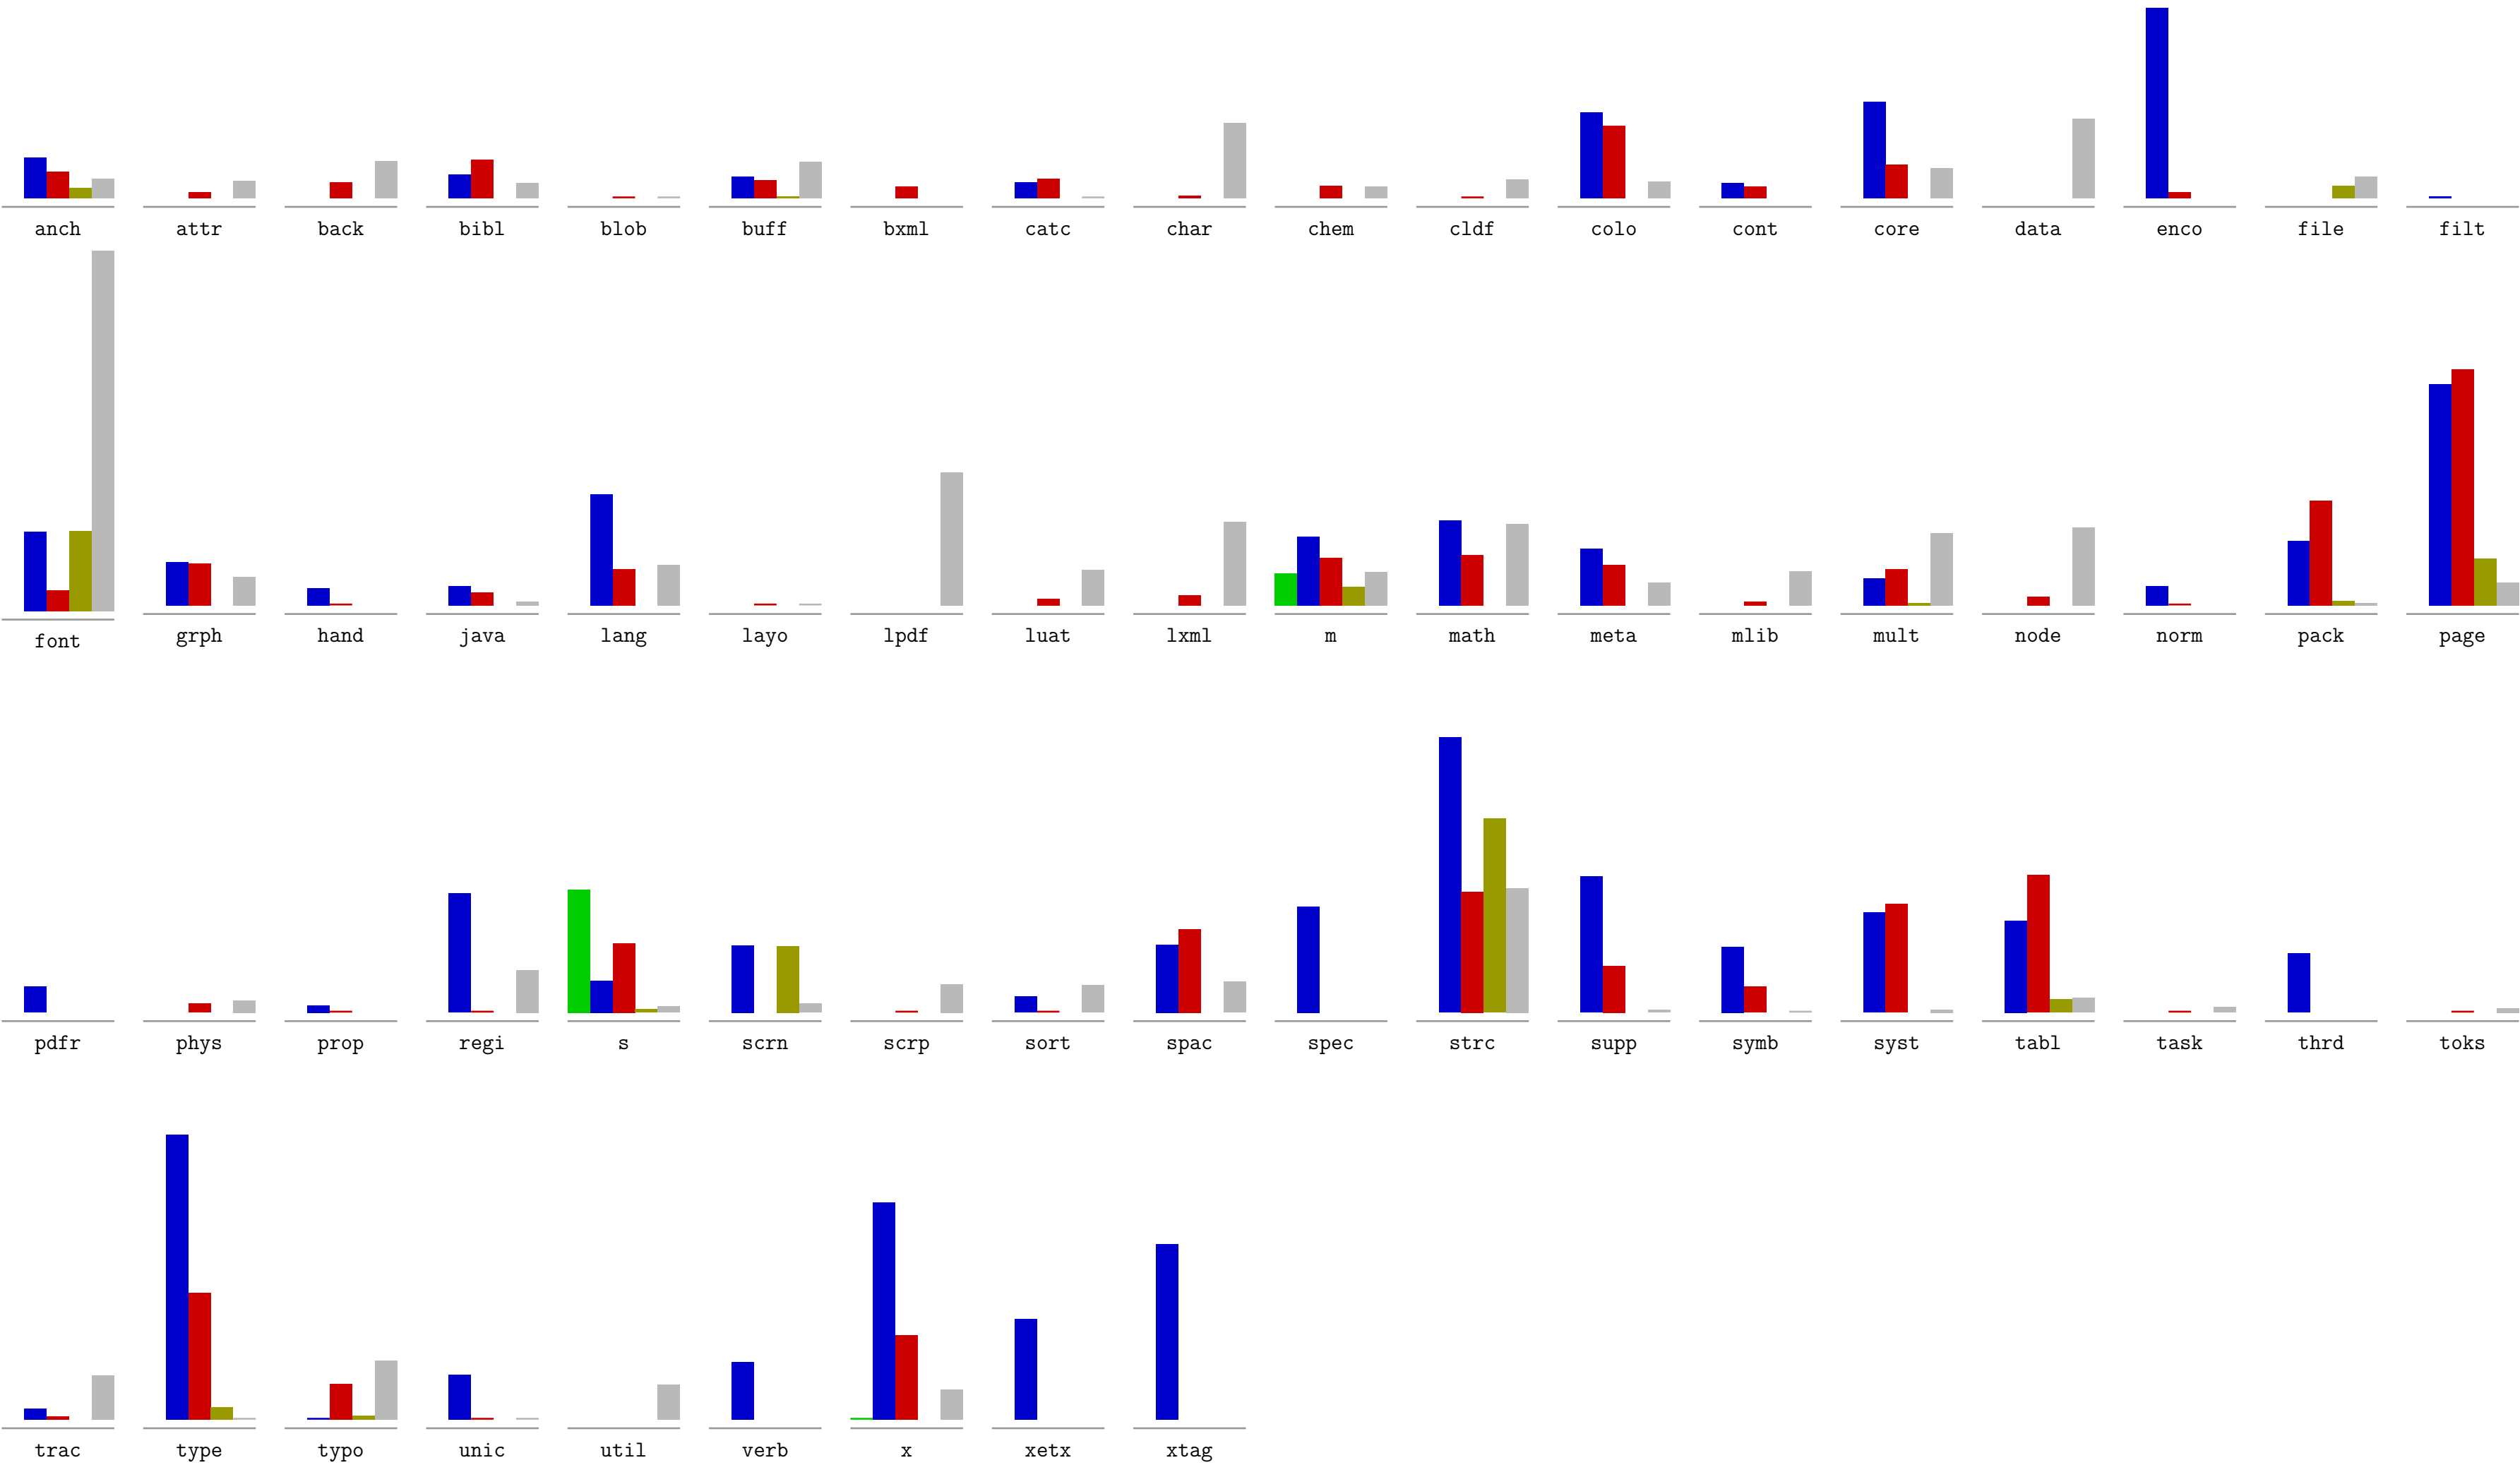 anch attr back bibl blob buff bxml catc char chem cldf colo cont core data enco file filt
font grph hand java lang layo lpdf luat lxml m math meta mlib mult node norm pack page
pdfr phys prop regi s scrn scrp sort spac spec strc supp symb syst tabl task thrd toks
trac type typo unic util verb x xetx xtag